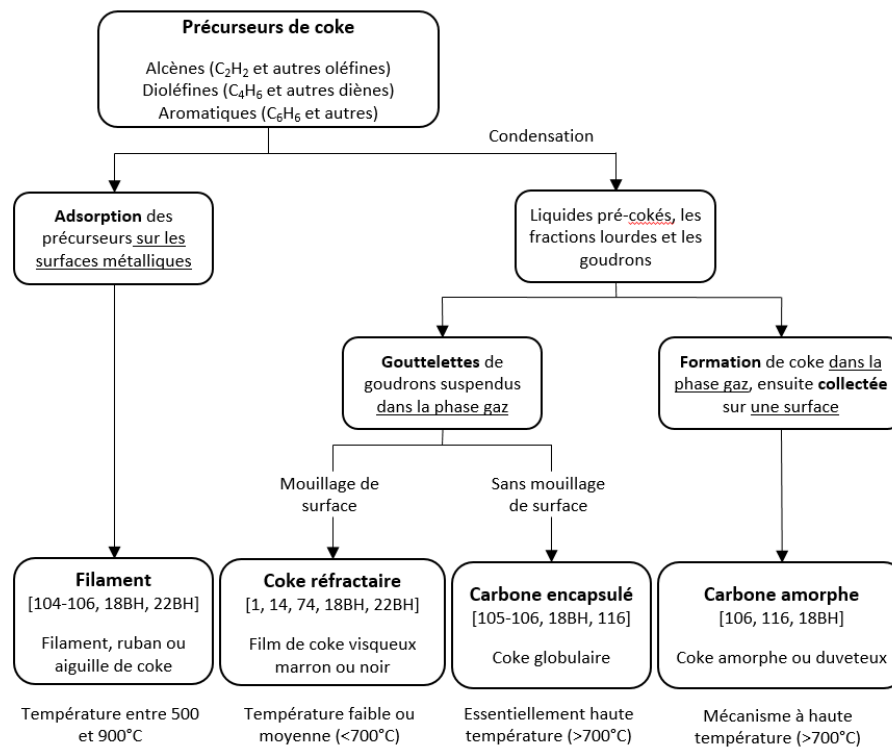 Précurseurs de coke
Alcènes (C₂H₂ et autres oléfines)
Dioléfines (C₄H₆ et autres diènes)
Aromatiques (C₆H₆ et autres)
Condensation
Adsorption des
précurseurs sur les
surfaces métalliques
Liquides pré-cokés, les
fractions lourdes et les
goudrons
Gouttelettes de
goudrons suspendus
dans la phase gaz
Formation de coke dans la
phase gaz, ensuite collectée
sur une surface
Mouillage de
surface
Sans mouillage
de surface
Filament
[104-106, 18BH, 22BH]
Filament, ruban ou
aiguille de coke
Coke réfractaire
[1, 14, 74, 18BH, 22BH]
Film de coke visqueux
marron ou noir
Carbone encapsulé
[105-106, 18BH, 116]
Coke globulaire
Carbone amorphe
[106, 116, 18BH]
Coke amorphe ou duveteux
Température entre 500
et 900°C
Température faible ou
moyenne (<700°C)
Essentiellement haute
température (>700°C)
Mécanisme à haute
température (>700°C)